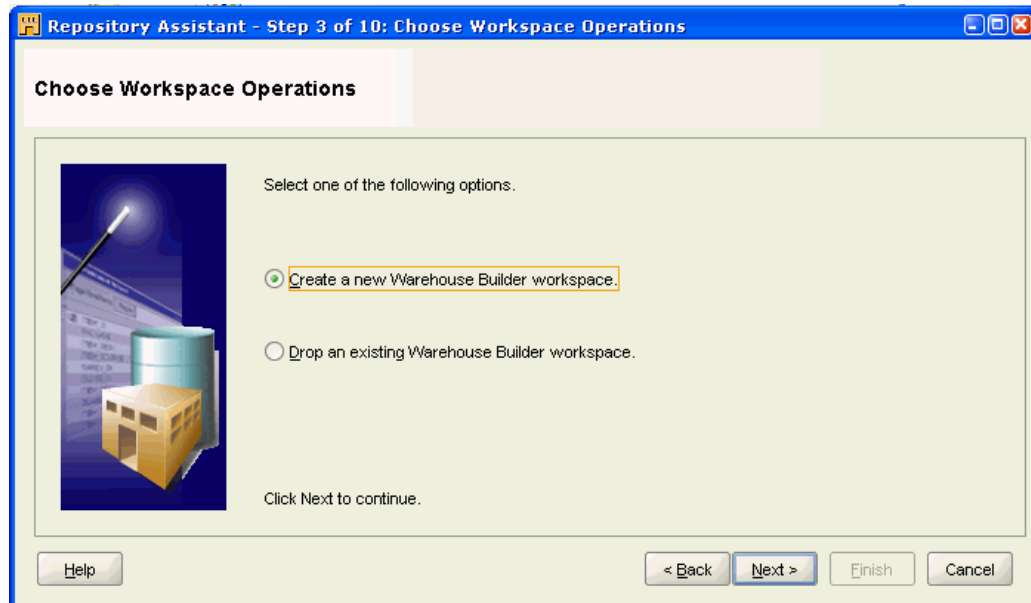 Repository Assistant - Step 3 of 10: Choose Workspace Operations
Choose Workspace Operations
Select one of the following options.
Create a new Warehouse Builder workspace.
Drop an existing Warehouse Builder workspace.
Click Next to continue.
Help
< Back
Next >
Finish
Cancel